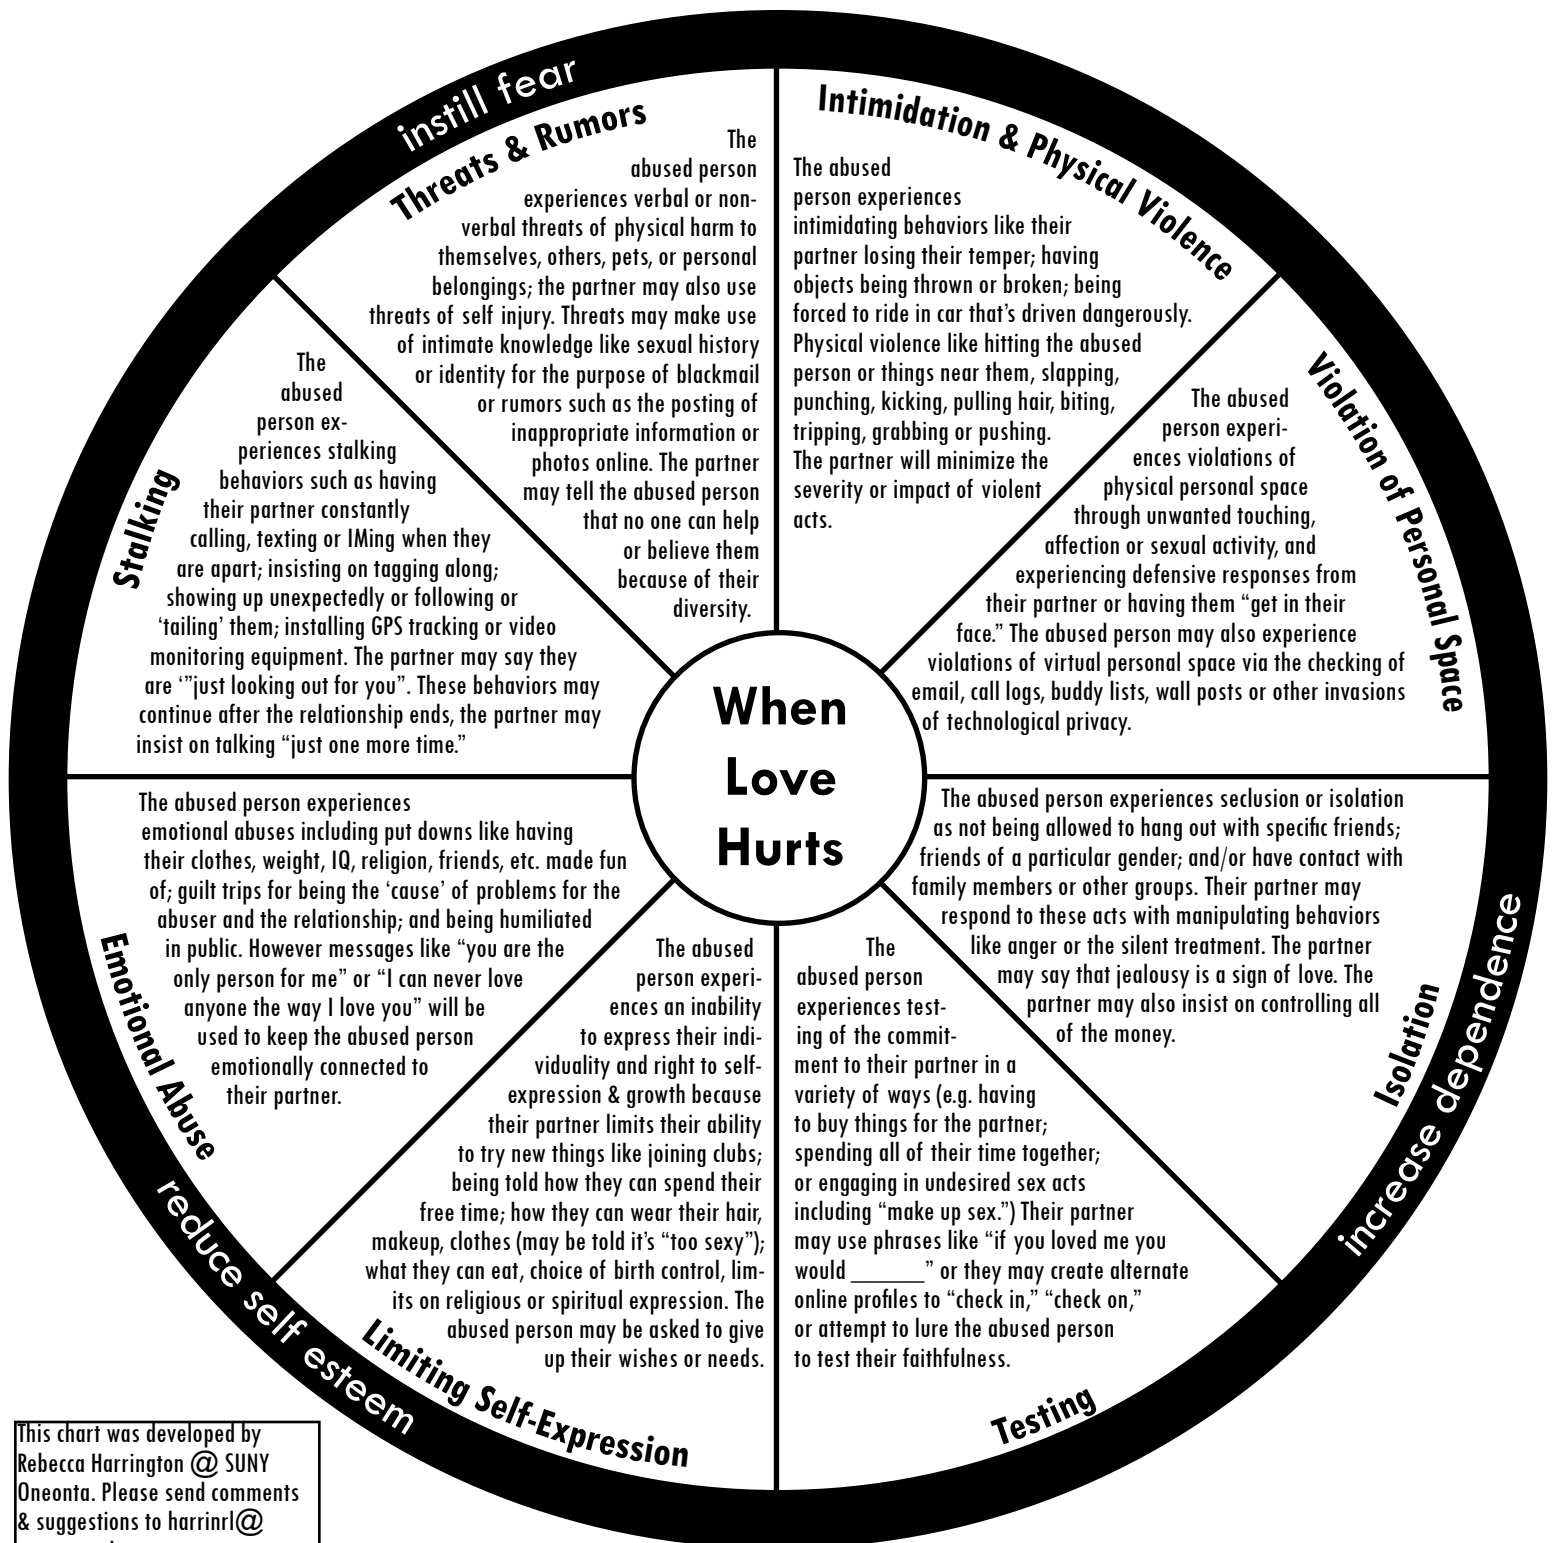 instill fear
Threats & Rumors
The
abused person
experiences verbal or non-
verbal threats of physical harm to
themselves, others, pets, or personal
belongings; the partner may also use
threats of self injury. Threats may make use
of intimate knowledge like sexual history
or identity for the purpose of blackmail
or rumors such as the posting of
inappropriate information or
photos online. The partner
may tell the abused person
that no one can help
or believe them
because of their
diversity.
Intimidation & Physical Violence
The abused
person experiences
intimidating behaviors like their
partner losing their temper; having
objects being thrown or broken; being
forced to ride in car that’s driven dangerously.
Physical violence like hitting the abused
person or things near them, slapping,
punching, kicking, pulling hair, biting,
tripping, grabbing or pushing.
The partner will minimize the
severity or impact of violent
acts.
Violation of Personal Space
The abused
person experi-
ences violations of
physical personal space
through unwanted touching,
affection or sexual activity, and
experiencing defensive responses from
their partner or having them “get in their
face.” The abused person may also experience
violations of virtual personal space via the checking of
email, call logs, buddy lists, wall posts or other invasions
of technological privacy.
Stalking
The
abused
person ex-
periences stalking
behaviors such as having
their partner constantly
calling, texting or IMing when they
are apart; insisting on tagging along;
showing up unexpectedly or following or
‘tailing’ them; installing GPS tracking or video
monitoring equipment. The partner may say they
are ‘”just looking out for you”. These behaviors may
continue after the relationship ends, the partner may
insist on talking “just one more time.”
When
Love
Hurts
The abused person experiences
emotional abuses including put downs like having
their clothes, weight, IQ, religion, friends, etc. made fun
of; guilt trips for being the ‘cause’ of problems for the
abuser and the relationship; and being humiliated
in public. However messages like “you are the
only person for me” or “I can never love
anyone the way I love you” will be
used to keep the abused person
emotionally connected to
their partner.
Emotional Abuse
The abused person experiences seclusion or isolation
as not being allowed to hang out with specific friends;
friends of a particular gender; and/or have contact with
family members or other groups. Their partner may
respond to these acts with manipulating behaviors
like anger or the silent treatment. The partner
may say that jealousy is a sign of love. The
partner may also insist on controlling all
of the money.
Isolation
increase dependence
The abused
person experi-
ences an inability
to express their indi-
viduality and right to self-
expression & growth because
their partner limits their ability
to try new things like joining clubs;
being told how they can spend their
free time; how they can wear their hair,
makeup, clothes (may be told it’s “too sexy”);
what they can eat, choice of birth control, lim-
its on religious or spiritual expression. The
abused person may be asked to give
up their wishes or needs.
Limiting Self-Expression
reduce self esteem
The
abused person
experiences test-
ing of the commit-
ment to their partner in a
variety of ways (e.g. having
to buy things for the partner;
spending all of their time together;
or engaging in undesired sex acts
including “make up sex.”) Their partner
may use phrases like “if you loved me you
would ______” or they may create alternate
online profiles to “check in,” “check on,”
or attempt to lure the abused person
to test their faithfulness.
Testing
This chart was developed by
Rebecca Harrington @ SUNY
Oneonta. Please send comments
& suggestions to harrinrl@